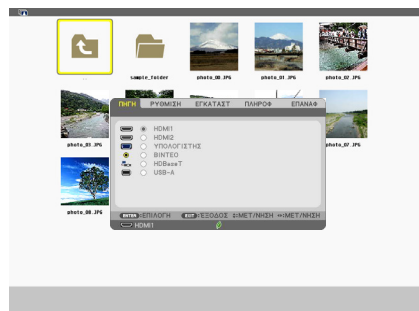 ..
sample_folder
photo_00.JPG
photo_01.JPG
photo_02.JPG
ΠΗΓΗ ΡΥΘΜΙΣΗ ΕΓΚΑΤΑΣΤ ΠΛΗΡΟΦ ΕΠΑΝΑΦ
HDMI1
HDMI2
ΥΠΟΛΟΓΙΣΤΗΣ
ΒΙΝΤΕΟ
HDBaseT
USB-A
photo_03.JPG
photo_07.JPG
photo_08.JPG
ENTER :ΕΠΙΛΟΓΗ EXIT :ΕΞΟΔΟΣ ↕:ΜΕΤ/ΝΗΣΗ ↔:ΜΕΤ/ΝΗΣΗ
HDMI1